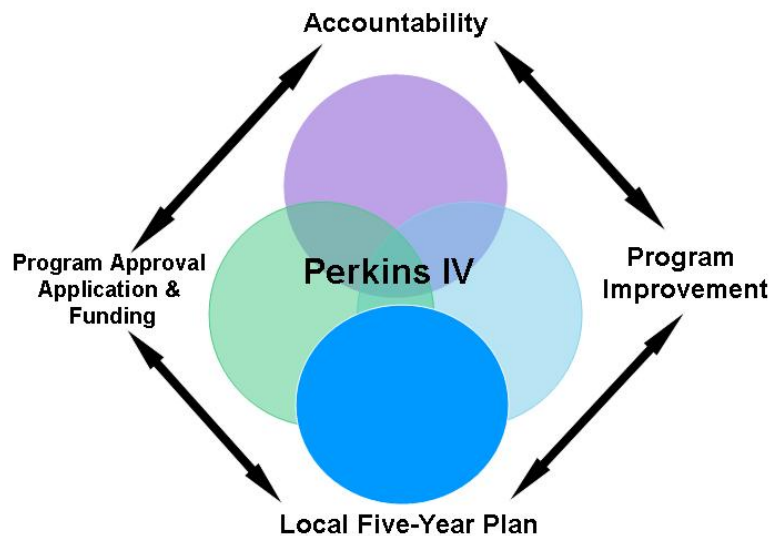 Accountability
Program Approval
Application &
Funding
Perkins IV
Program
Improvement
Local Five-Year Plan